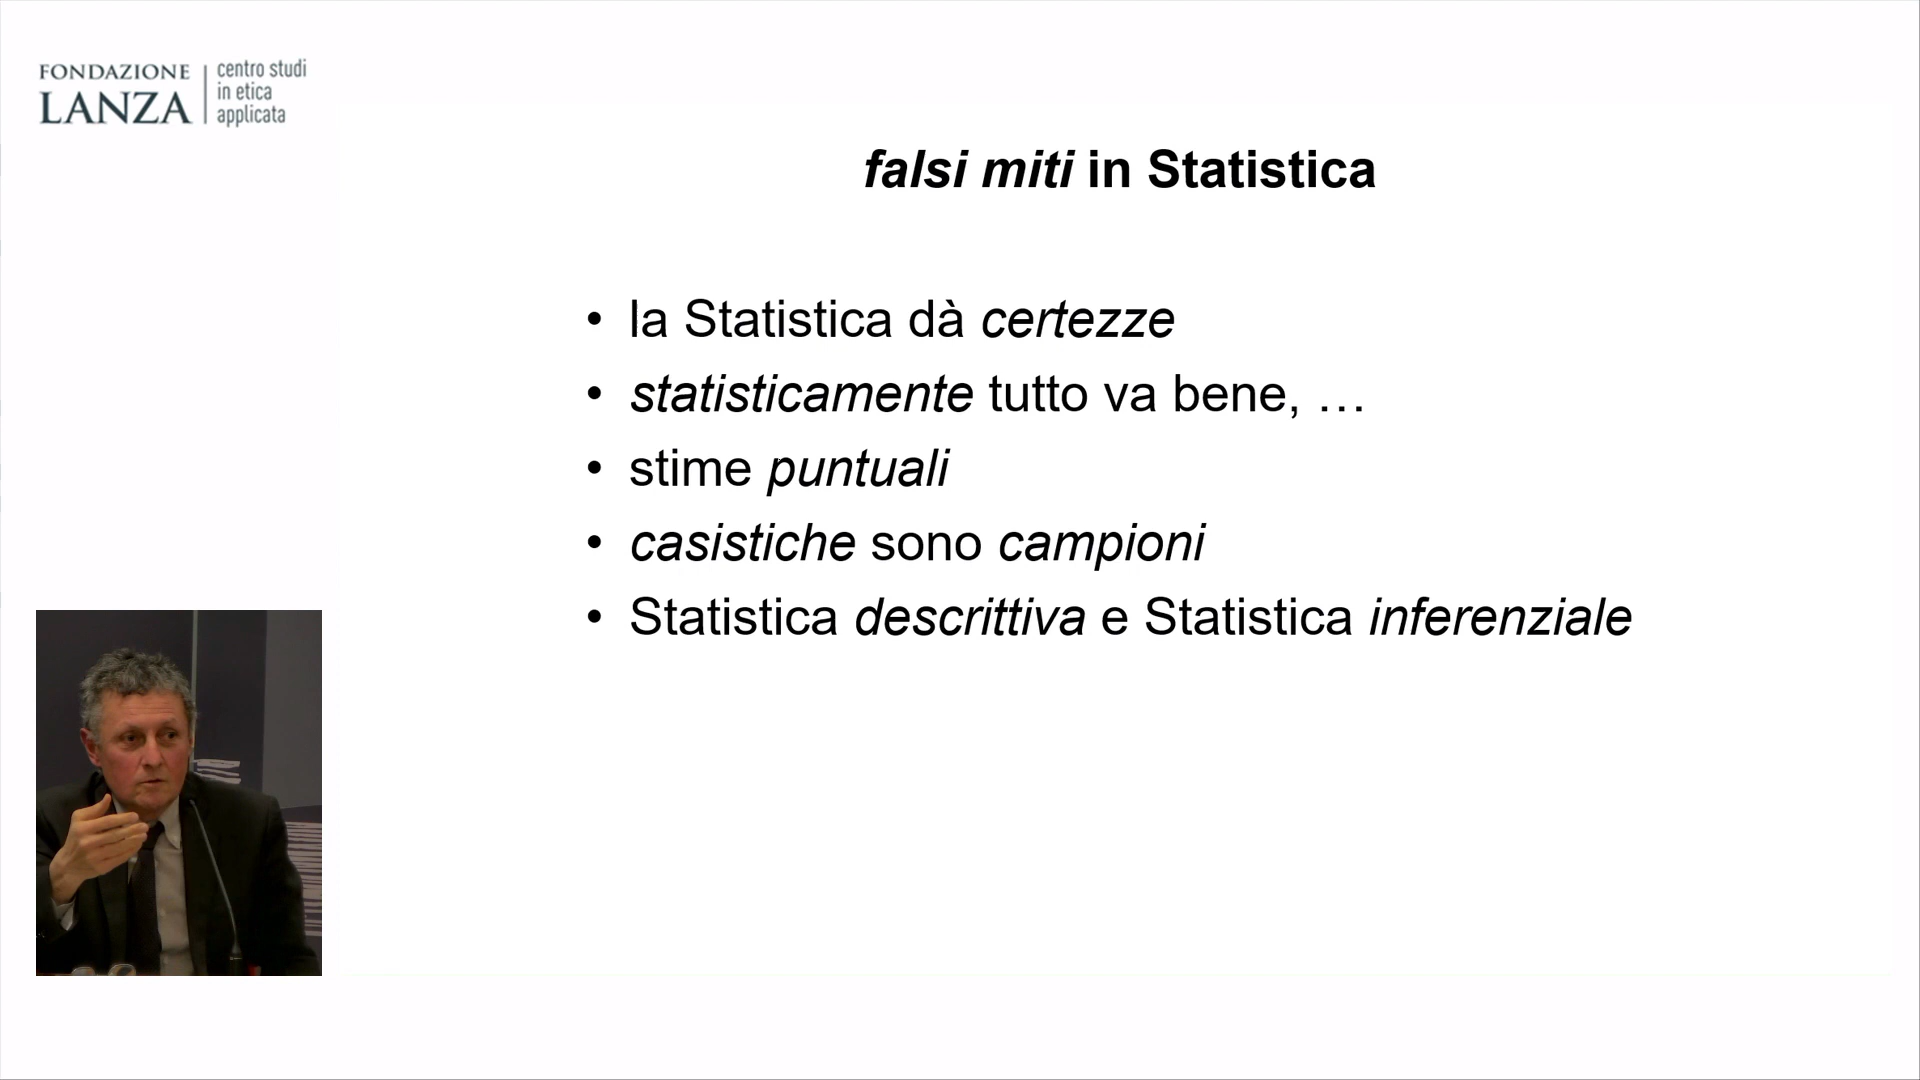 FONDAZIONE
LANZA
centro studi
in etica
applicata
falsi miti in Statistica
• la Statistica dà certezze
• statisticamente tutto va bene, …
• stime puntuali
• casistiche sono campioni
• Statistica descrittiva e Statistica inferenziale